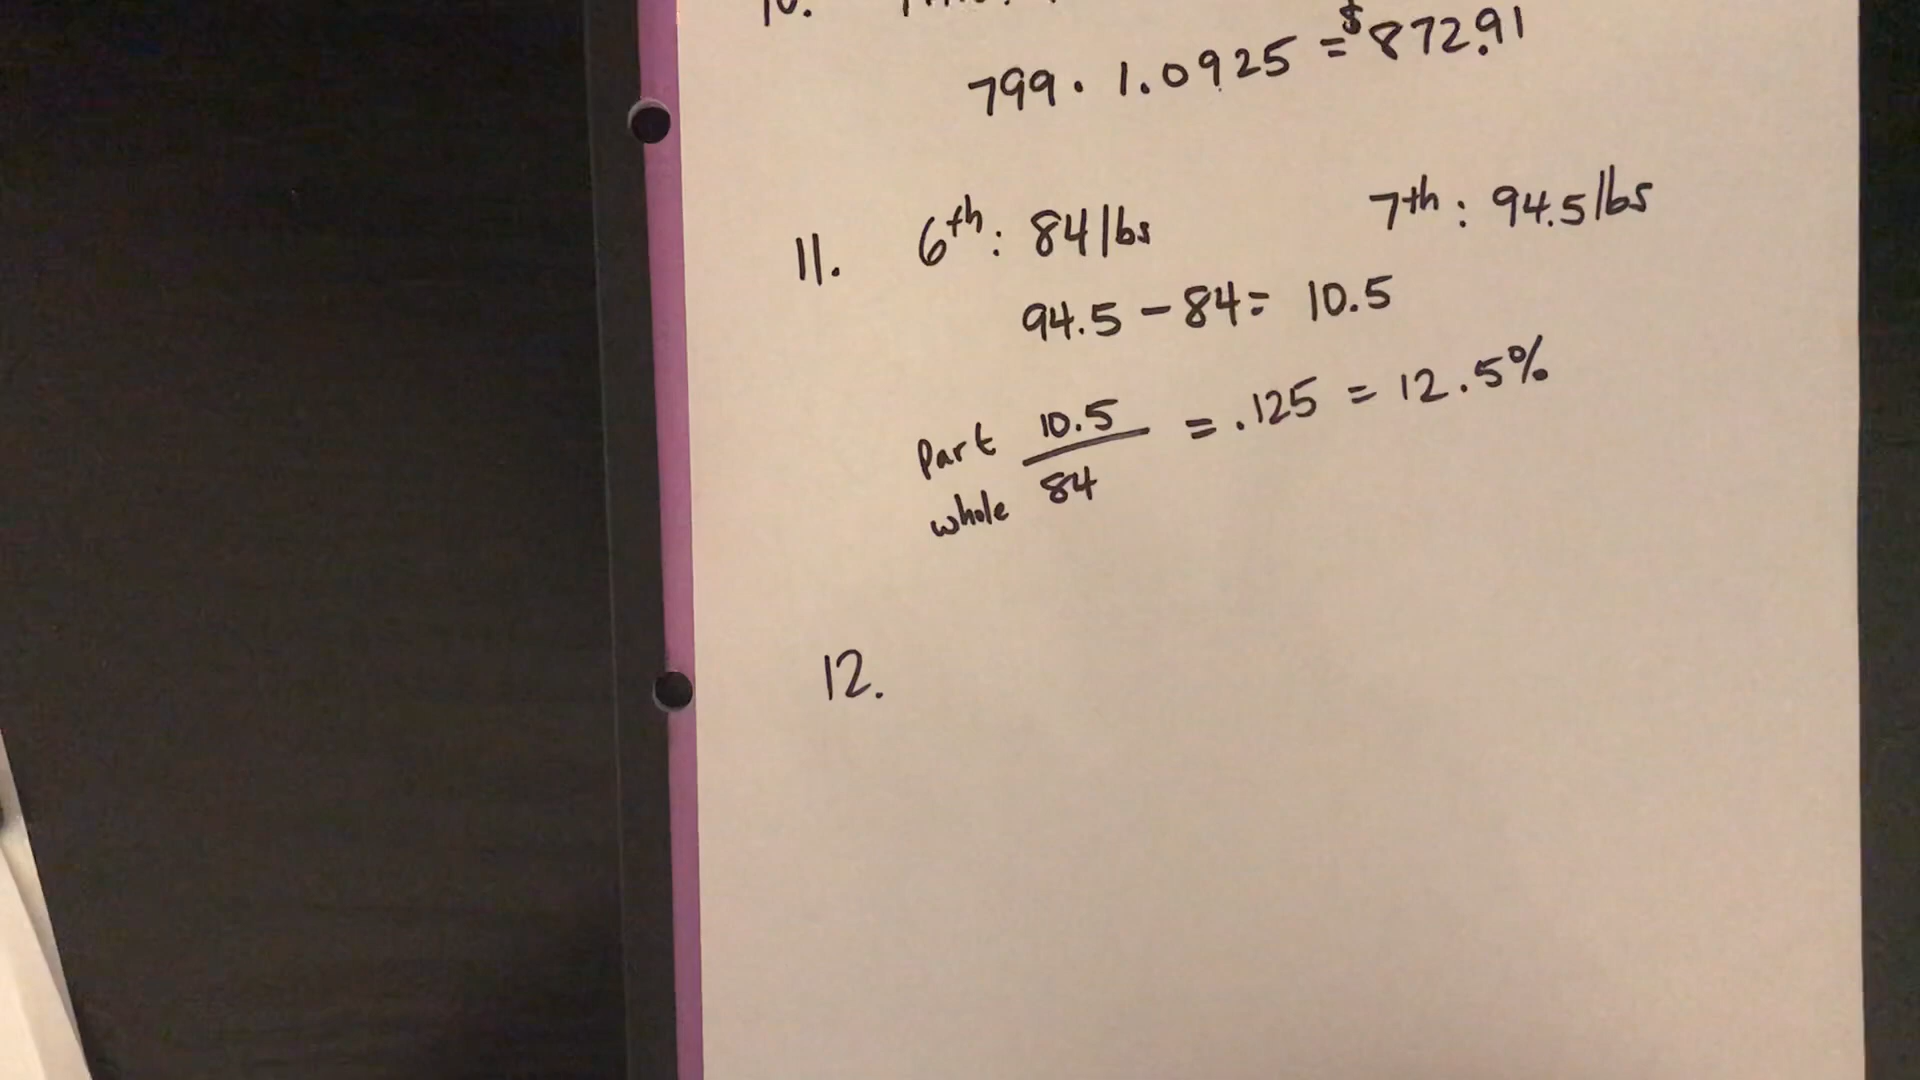 10.
799 · 1.0925 = $872.91
11. 6th: 84 lbs 7th: 94.5 lbs
94.5 - 84 = 10.5
Part 10.5
whole 84 = .125 = 12.5%
12.